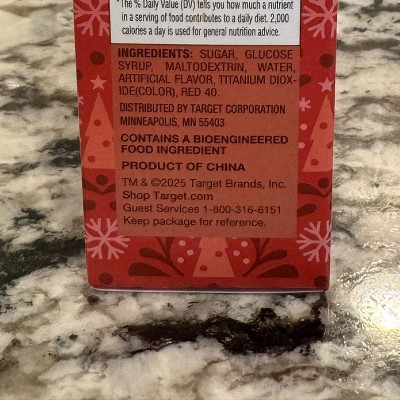 *The % Daily Value (DV) tells you how much a nutrient
in a serving of food contributes to a daily diet. 2,000
calories a day is used for general nutrition advice.
INGREDIENTS: SUGAR, GLUCOSE
SYRUP, MALTODEXTRIN, WATER,
ARTIFICIAL FLAVOR, TITANIUM DIOX-
IDE(COLOR), RED 40.
DISTRIBUTED BY TARGET CORPORATION
MINNEAPOLIS, MN 55403
CONTAINS A BIOENGINEERED
FOOD INGREDIENT
PRODUCT OF CHINA
TM & ©2025 Target Brands, Inc.
Shop Target.com
Guest Services 1-800-316-6151
Keep package for reference.